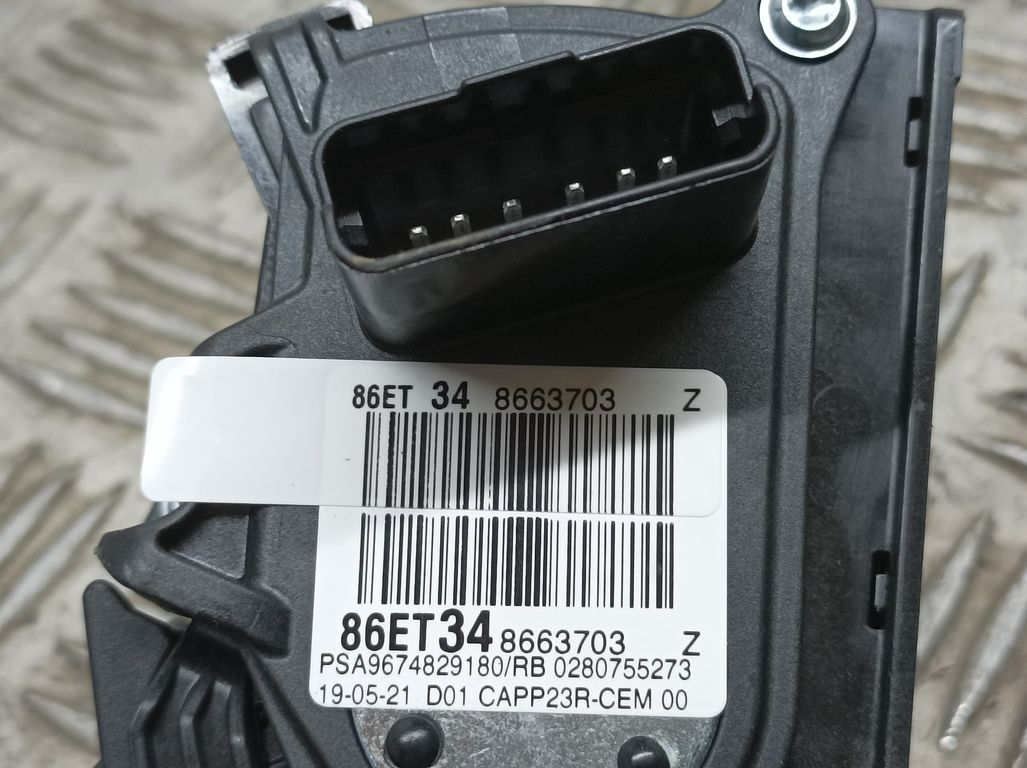 86ET 34 8663703 Z
86ET34 8663703 Z
PSA9674829180/RB 0280755273
19-05-21 D01 CAPP23R-CEM 00